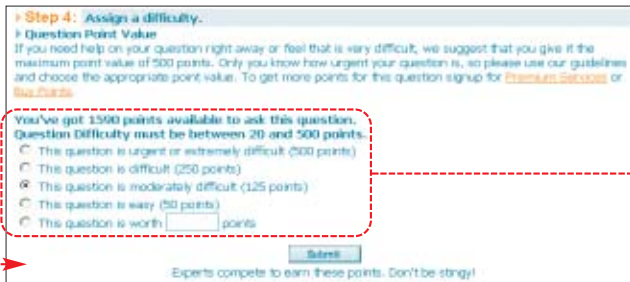 › Step 4: Assign a difficulty.
› Question Point Value
If you need help on your question right away or feel that is very difficult, we suggest that you give it the
maximum point value of 500 points. Only you know how urgent your question is, so please use our guidelines
and choose the appropriate point value. To get more points for this question signup for Premium Services or
Buy Points.
You've got 1590 points available to ask this question.
Question Difficulty must be between 20 and 500 points.
This question is urgent or extremely difficult (500 points)
This question is difficult (250 points)
This question is moderately difficult (125 points)
This question is easy (50 points)
This question is worth points
Submit
Experts compete to earn these points. Don't be stingy!